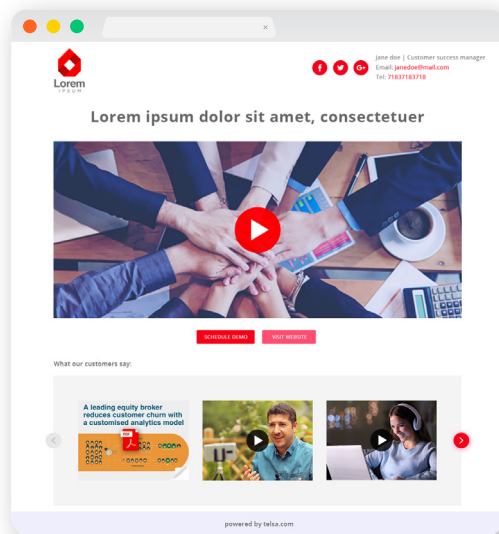 Lorem
IPSUM
Jane doe | Customer success manager
Email: janedoe@mail.com
Tel: 71837183718
Lorem ipsum dolor sit amet, consectetuer
SCHEDULE DEMO
VISIT WEBSITE
What our customers say:
A leading equity broker
reduces customer churn with
a customised analytics model
PDF
powered by telsa.com